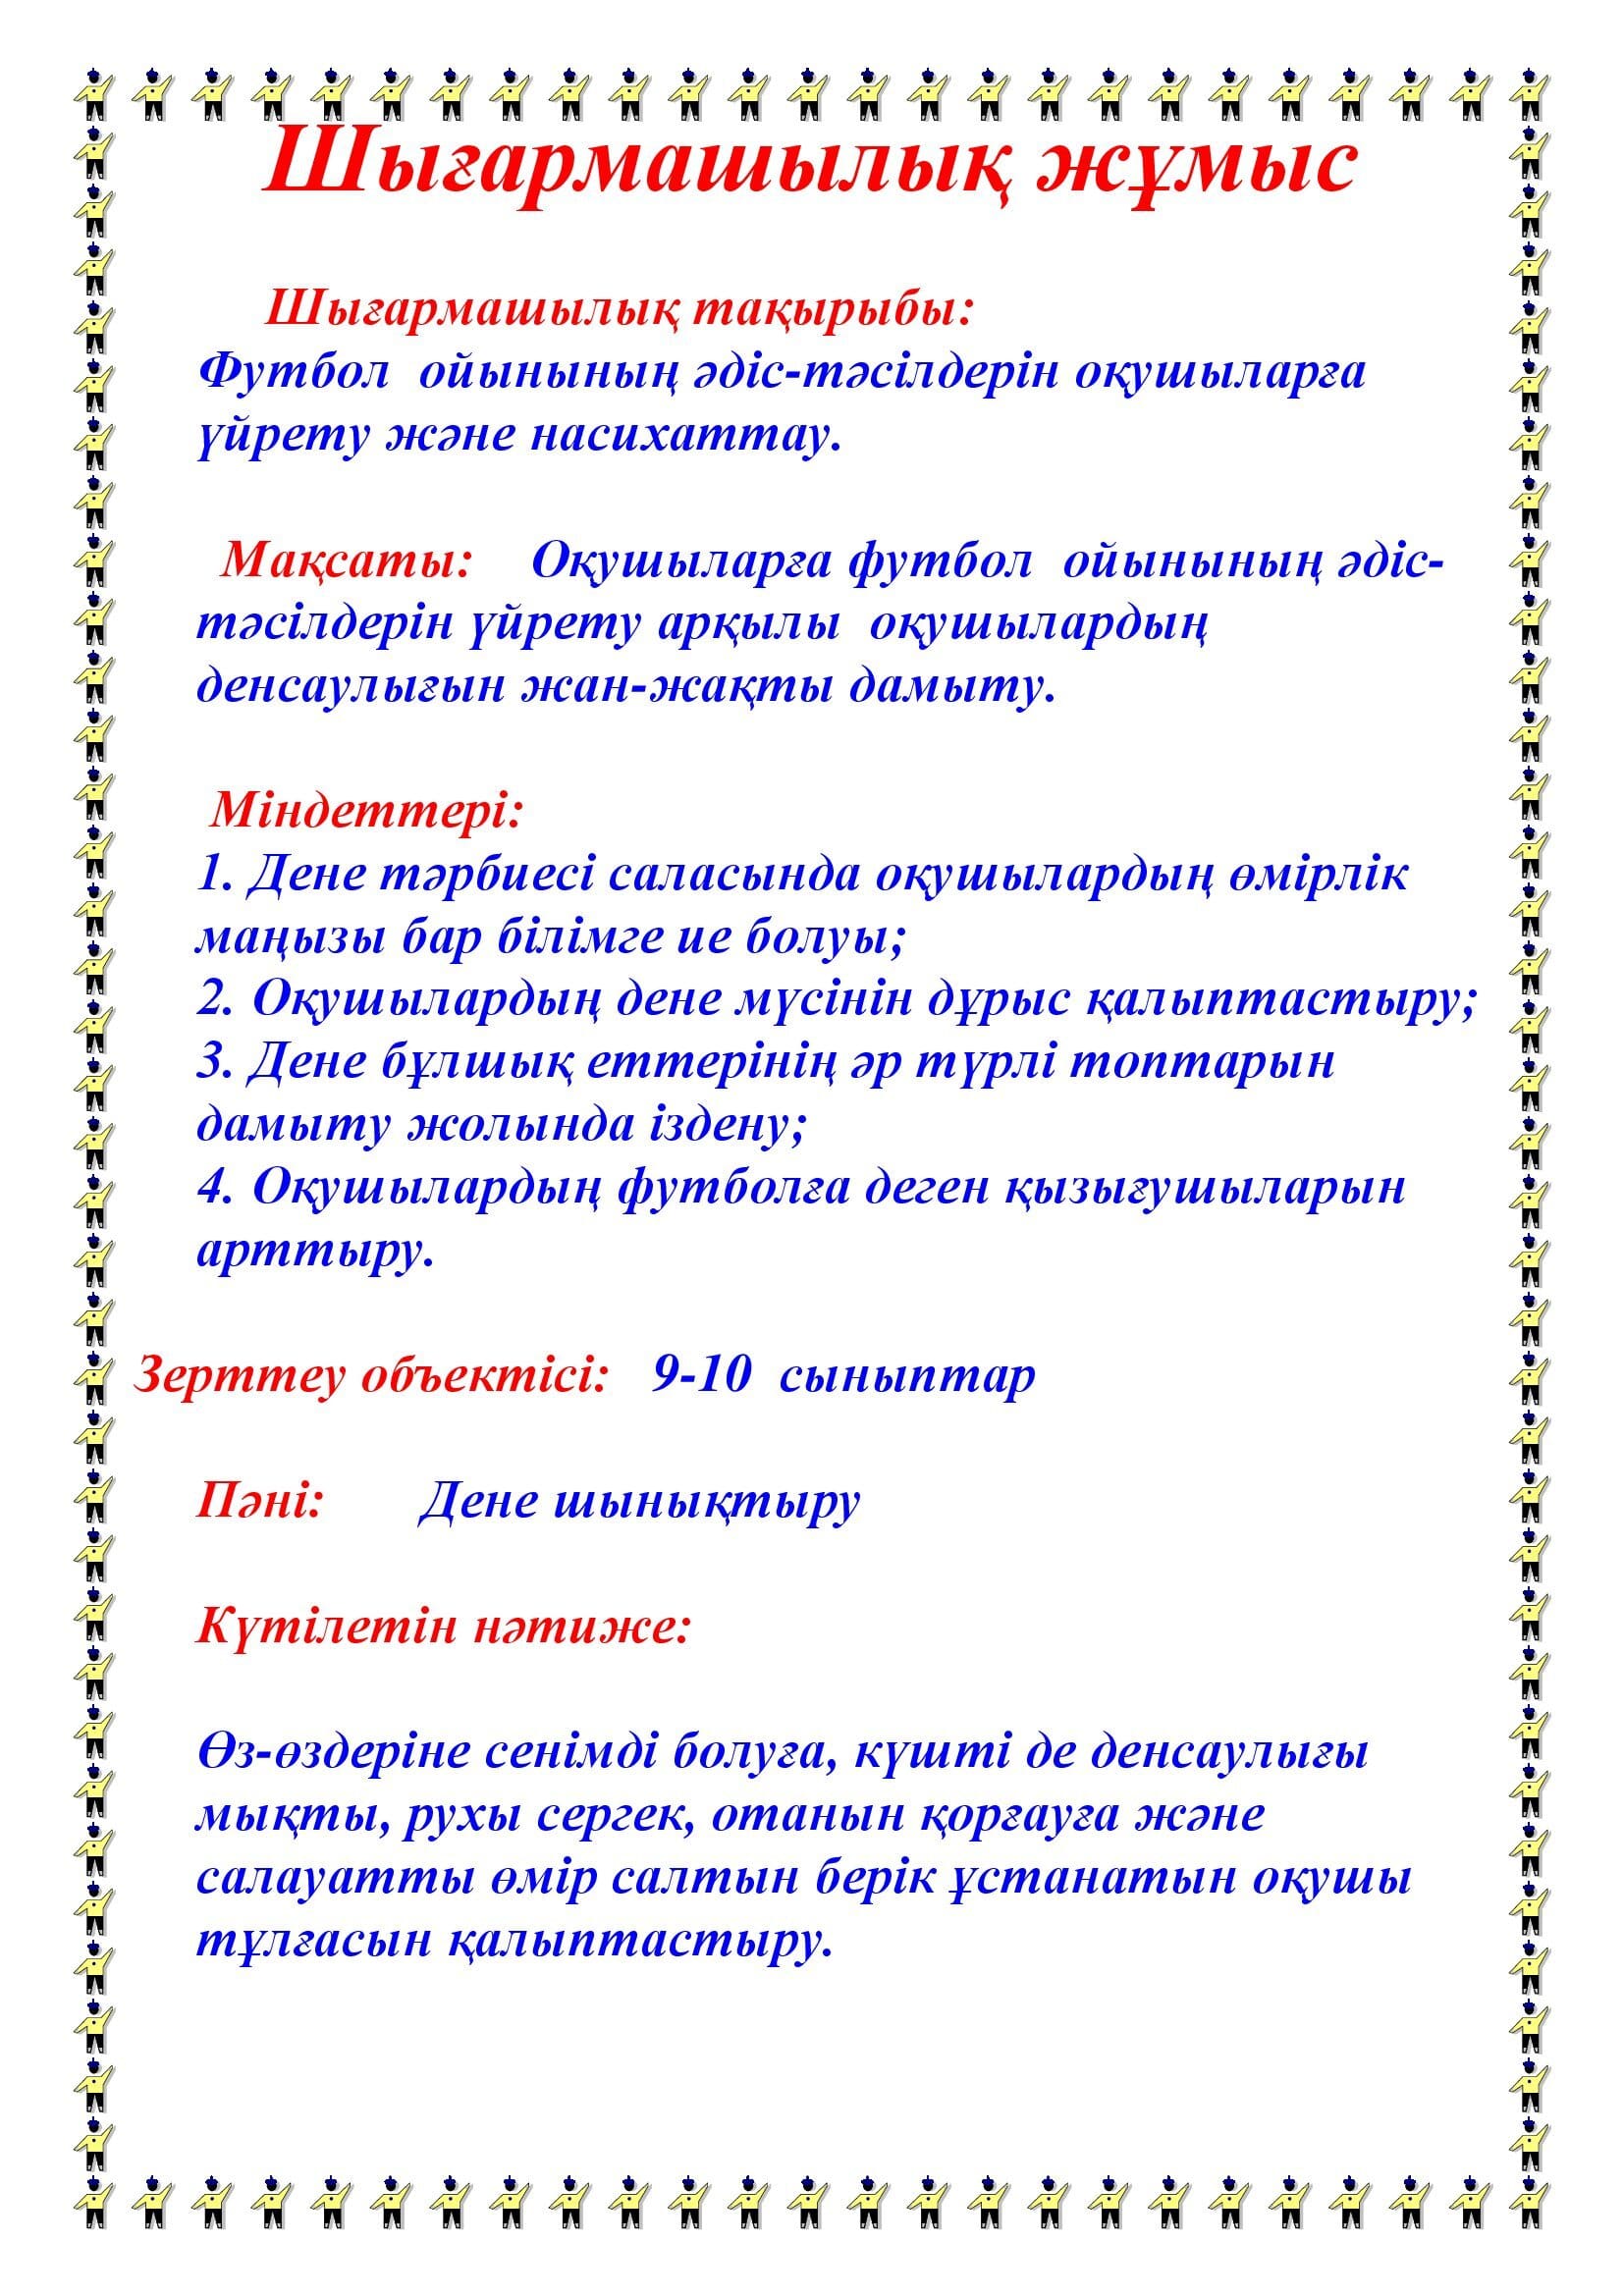 Шығармашылық жұмыс
Шығармашылық тақырыбы:
Футбол ойынының әдіс-тәсілдерін оқушыларға
үйрету және насихаттау.
Мақсаты: Оқушыларға футбол ойынының әдіс-
тәсілдерін үйрету арқылы оқушылардың
денсаулығын жан-жақты дамыту.
Міндеттері:
1. Дене тәрбиесі саласында оқушылардың өмірлік
маңызы бар білімге ие болуы;
2. Оқушылардың дене мүсінін дұрыс қалыптастыру;
3. Дене бұлшық еттерінің әр түрлі топтарын
дамыту жолында іздену;
4. Оқушылардың футболға деген қызығушыларын
арттыру.
Зерттеу объектісі: 9-10 сыныптар
Пәні: Дене шынықтыру
Күтілетін нәтиже:
Өз-өздеріне сенімді болуға, күшті де денсаулығы
мықты, рухы сергек, отанын қорғауға және
салауатты өмір салтын берік ұстанатын оқушы
тұлғасын қалыптастыру.